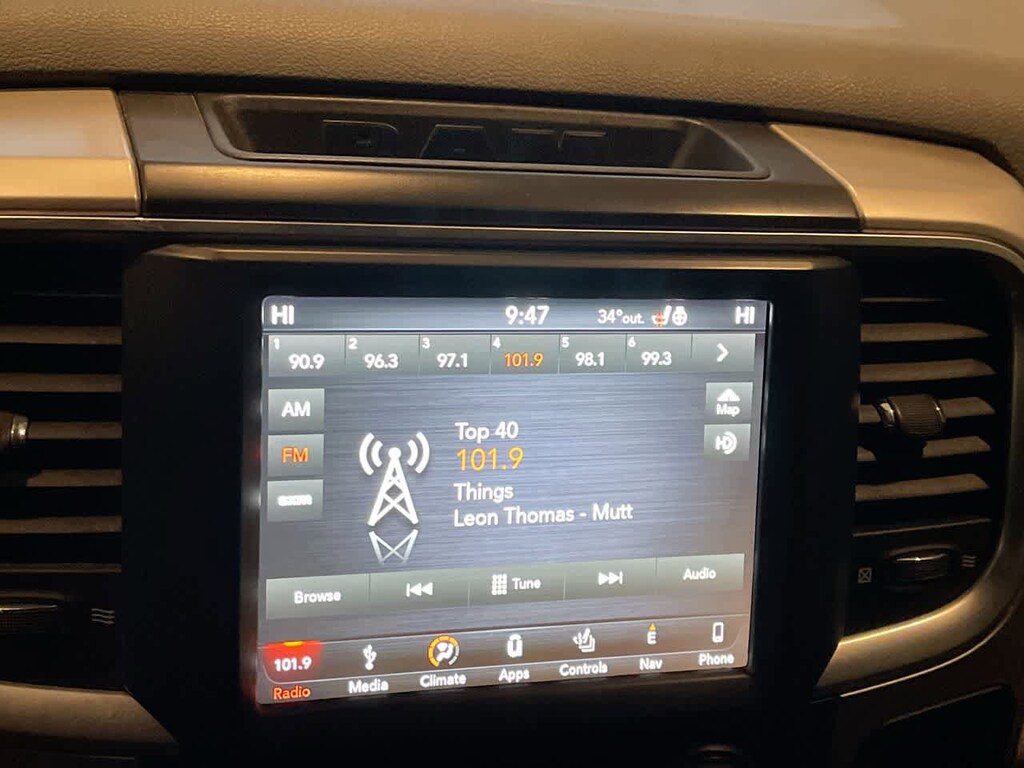 HI 9:47 34°out. HI
1 90.9 2 96.3 3 97.1 4 101.9 5 98.1 6 99.3
AM
Map
FM
Top 40
101.9
Things
Leon Thomas - Mutt
Browse Tune Audio
101.9 E
Radio Media Climate Apps Controls Nav Phone